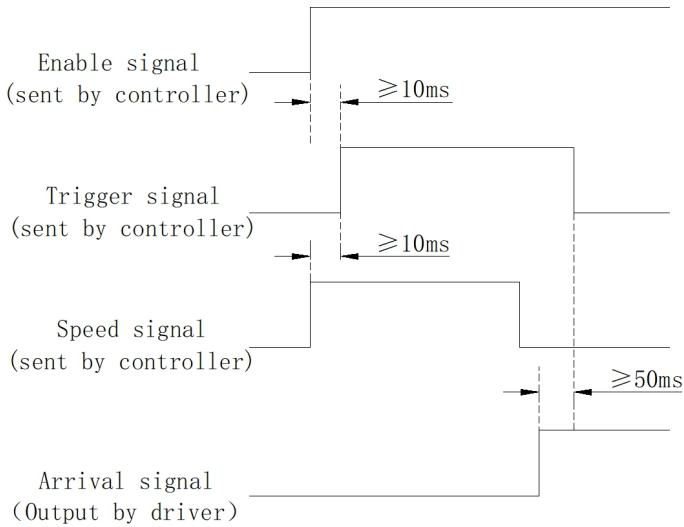 Enable signal
(sent by controller)
≥10ms
Trigger signal
(sent by controller)
≥10ms
Speed signal
(sent by controller)
≥50ms
Arrival signal
(Output by driver)